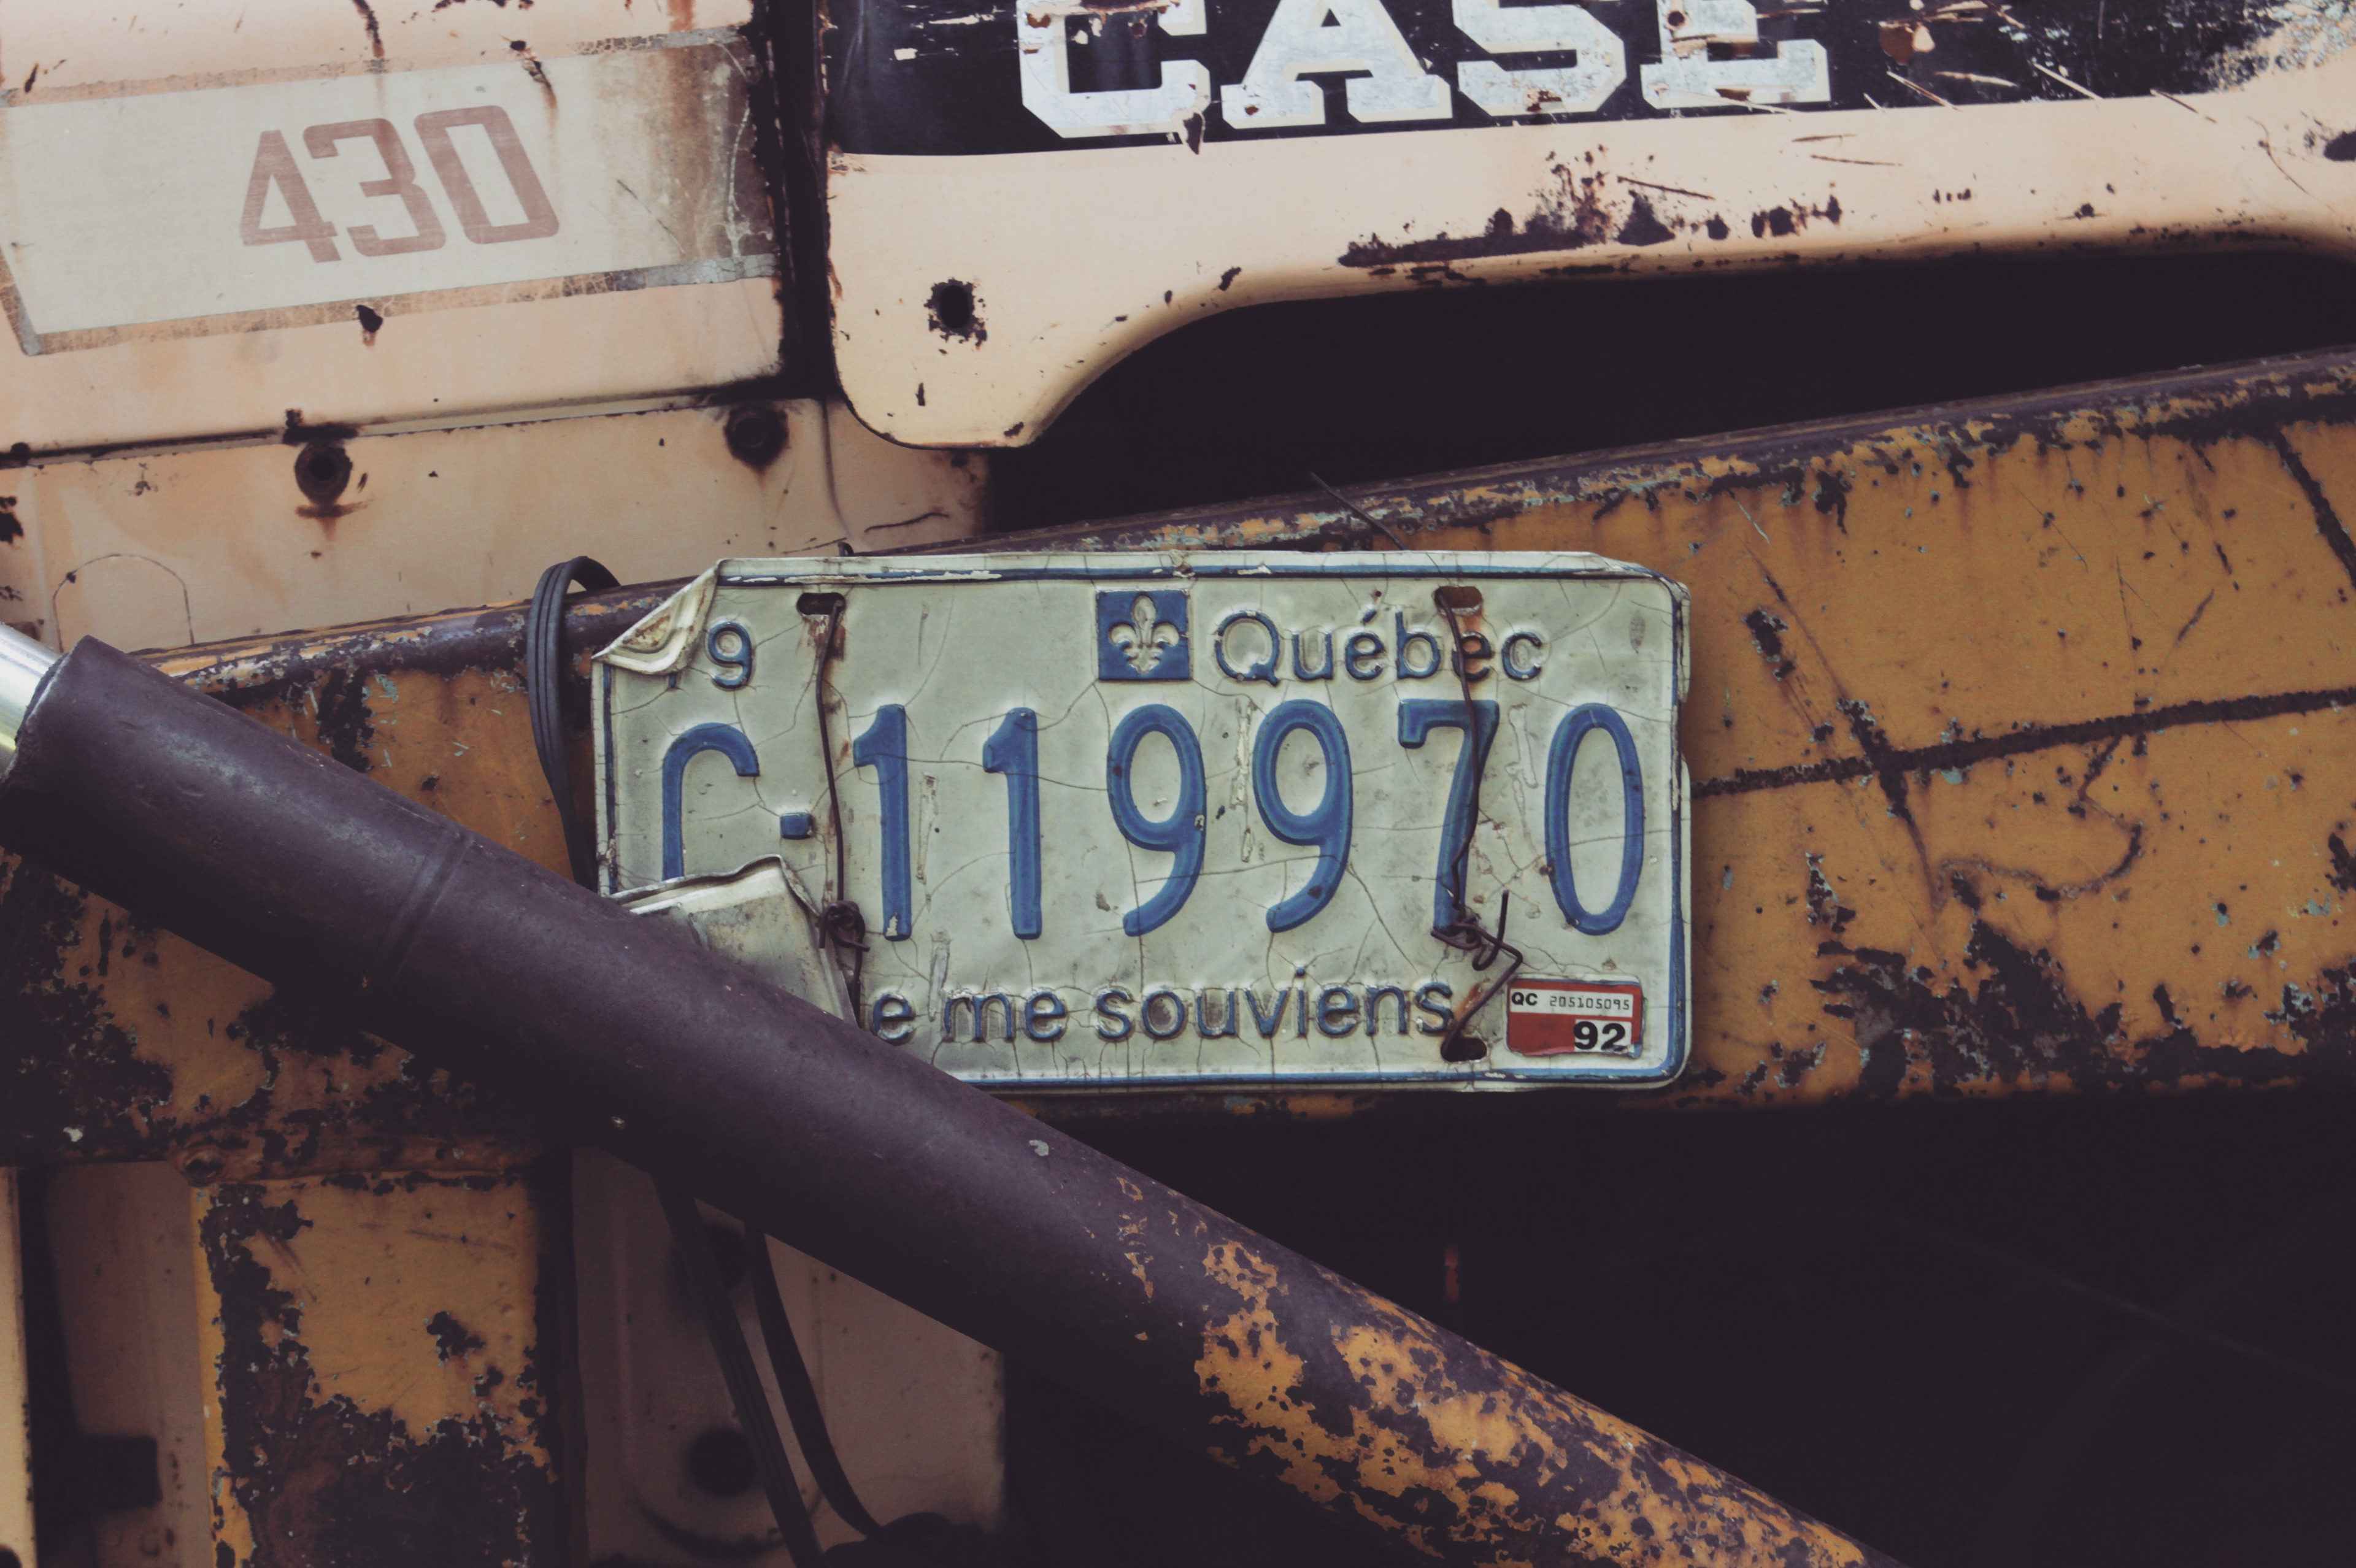 CASE
430
9 Québec
C-119970
e me souviens
QC 205105095
92